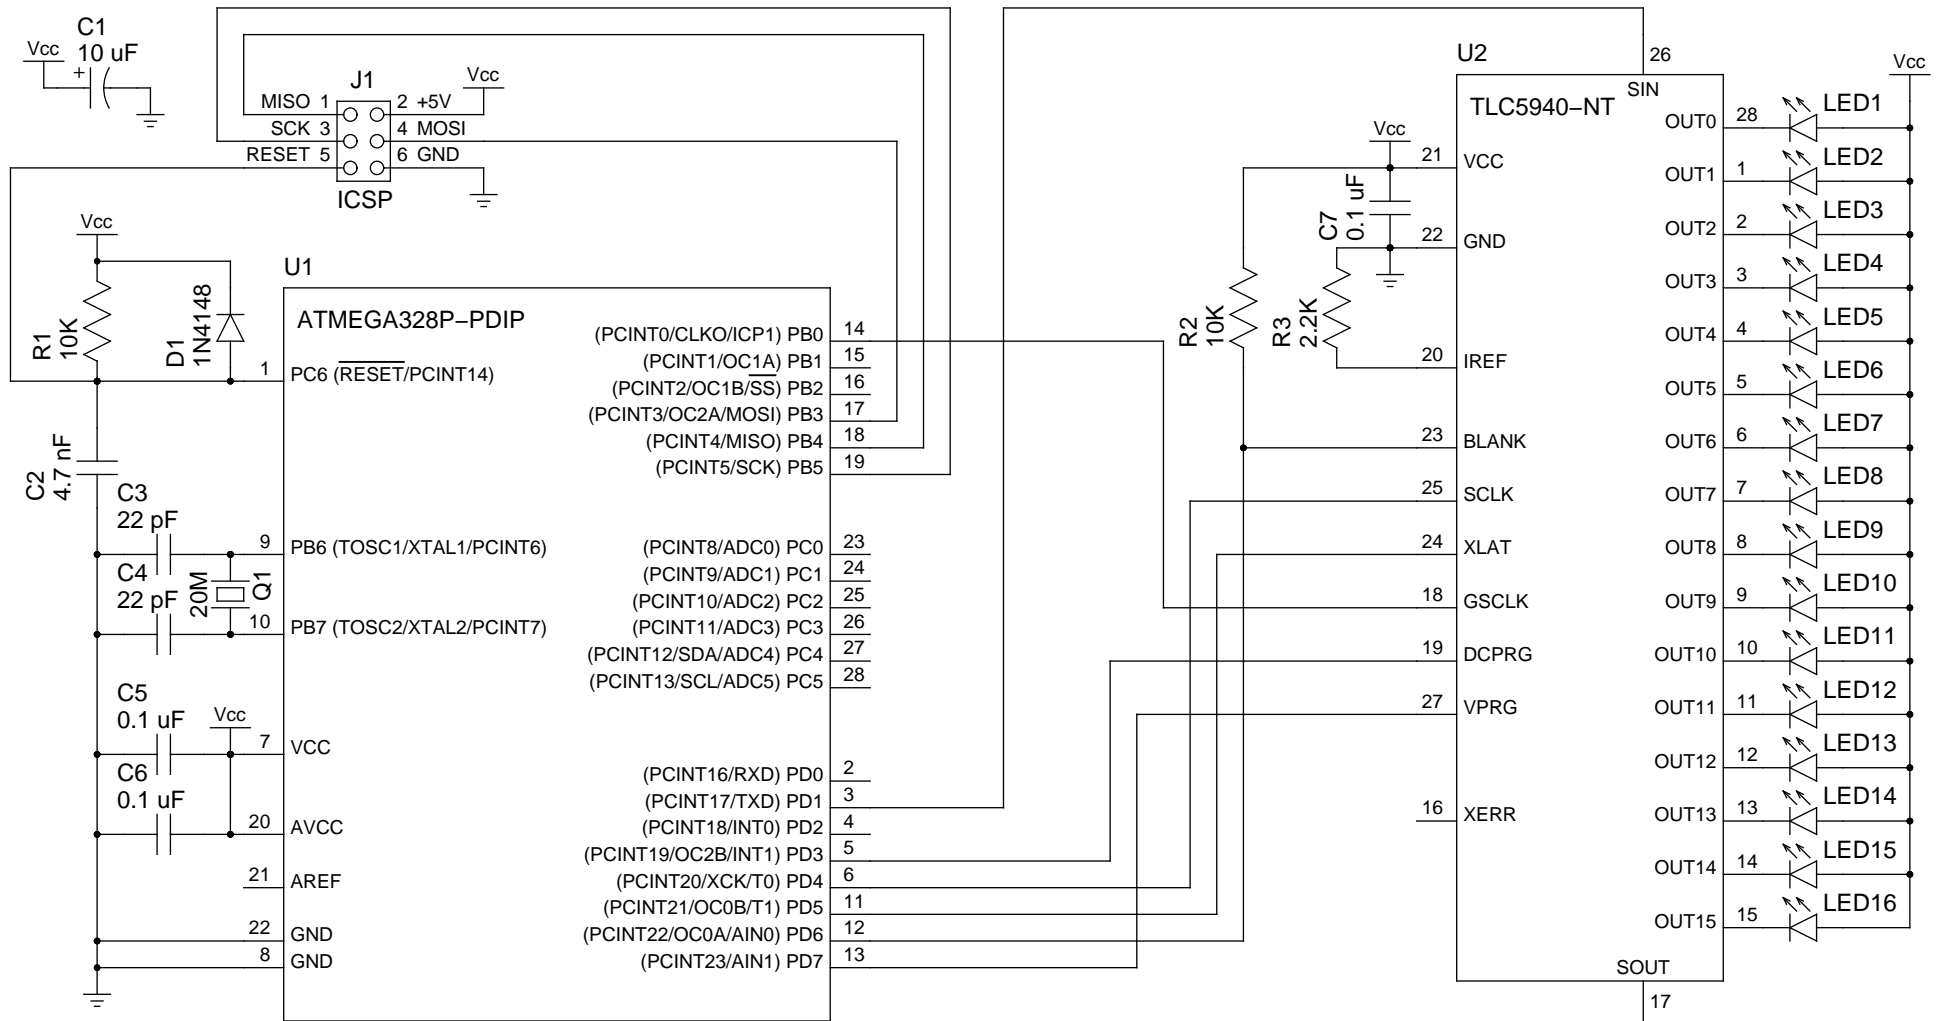 C1
10 uF
Vcc
+
J1
Vcc
MISO 1
2 +5V
SCK 3
4 MOSI
RESET 5
6 GND
ICSP
Vcc
R1
10K
D1
1N4148
C2
4.7 nF
C3
22 pF
C4
22 pF
20M
Q1
C5
0.1 uF
Vcc
C6
0.1 uF
U1
ATMEGA328P–PDIP
1 PC6 (RESET/PCINT14)
9 PB6 (TOSC1/XTAL1/PCINT6)
10 PB7 (TOSC2/XTAL2/PCINT7)
7 VCC
20 AVCC
21 AREF
22 GND
8 GND
(PCINT0/CLKO/ICP1) PB0 14
(PCINT1/OC1A) PB1 15
(PCINT2/OC1B/SS) PB2 16
(PCINT3/OC2A/MOSI) PB3 17
(PCINT4/MISO) PB4 18
(PCINT5/SCK) PB5 19
(PCINT8/ADC0) PC0 23
(PCINT9/ADC1) PC1 24
(PCINT10/ADC2) PC2 25
(PCINT11/ADC3) PC3 26
(PCINT12/SDA/ADC4) PC4 27
(PCINT13/SCL/ADC5) PC5 28
(PCINT16/RXD) PD0 2
(PCINT17/TXD) PD1 3
(PCINT18/INT0) PD2 4
(PCINT19/OC2B/INT1) PD3 5
(PCINT20/XCK/T0) PD4 6
(PCINT21/OC0B/T1) PD5 11
(PCINT22/OC0A/AIN0) PD6 12
(PCINT23/AIN1) PD7 13
R2
10K
R3
2.2K
C7
0.1 uF
Vcc
U2
26
SIN
TLC5940–NT
21 VCC
22 GND
20 IREF
23 BLANK
25 SCLK
24 XLAT
18 GSCLK
19 DCPRG
27 VPRG
16 XERR
Vcc
OUT0 28 LED1
OUT1 1 LED2
OUT2 2 LED3
OUT3 3 LED4
OUT4 4 LED5
OUT5 5 LED6
OUT6 6 LED7
OUT7 7 LED8
OUT8 8 LED9
OUT9 9 LED10
OUT10 10 LED11
OUT11 11 LED12
OUT12 12 LED13
OUT13 13 LED14
OUT14 14 LED15
OUT15 15 LED16
SOUT
17